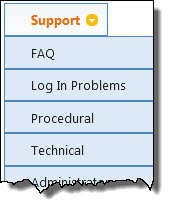 Support
FAQ
Log In Problems
Procedural
Technical